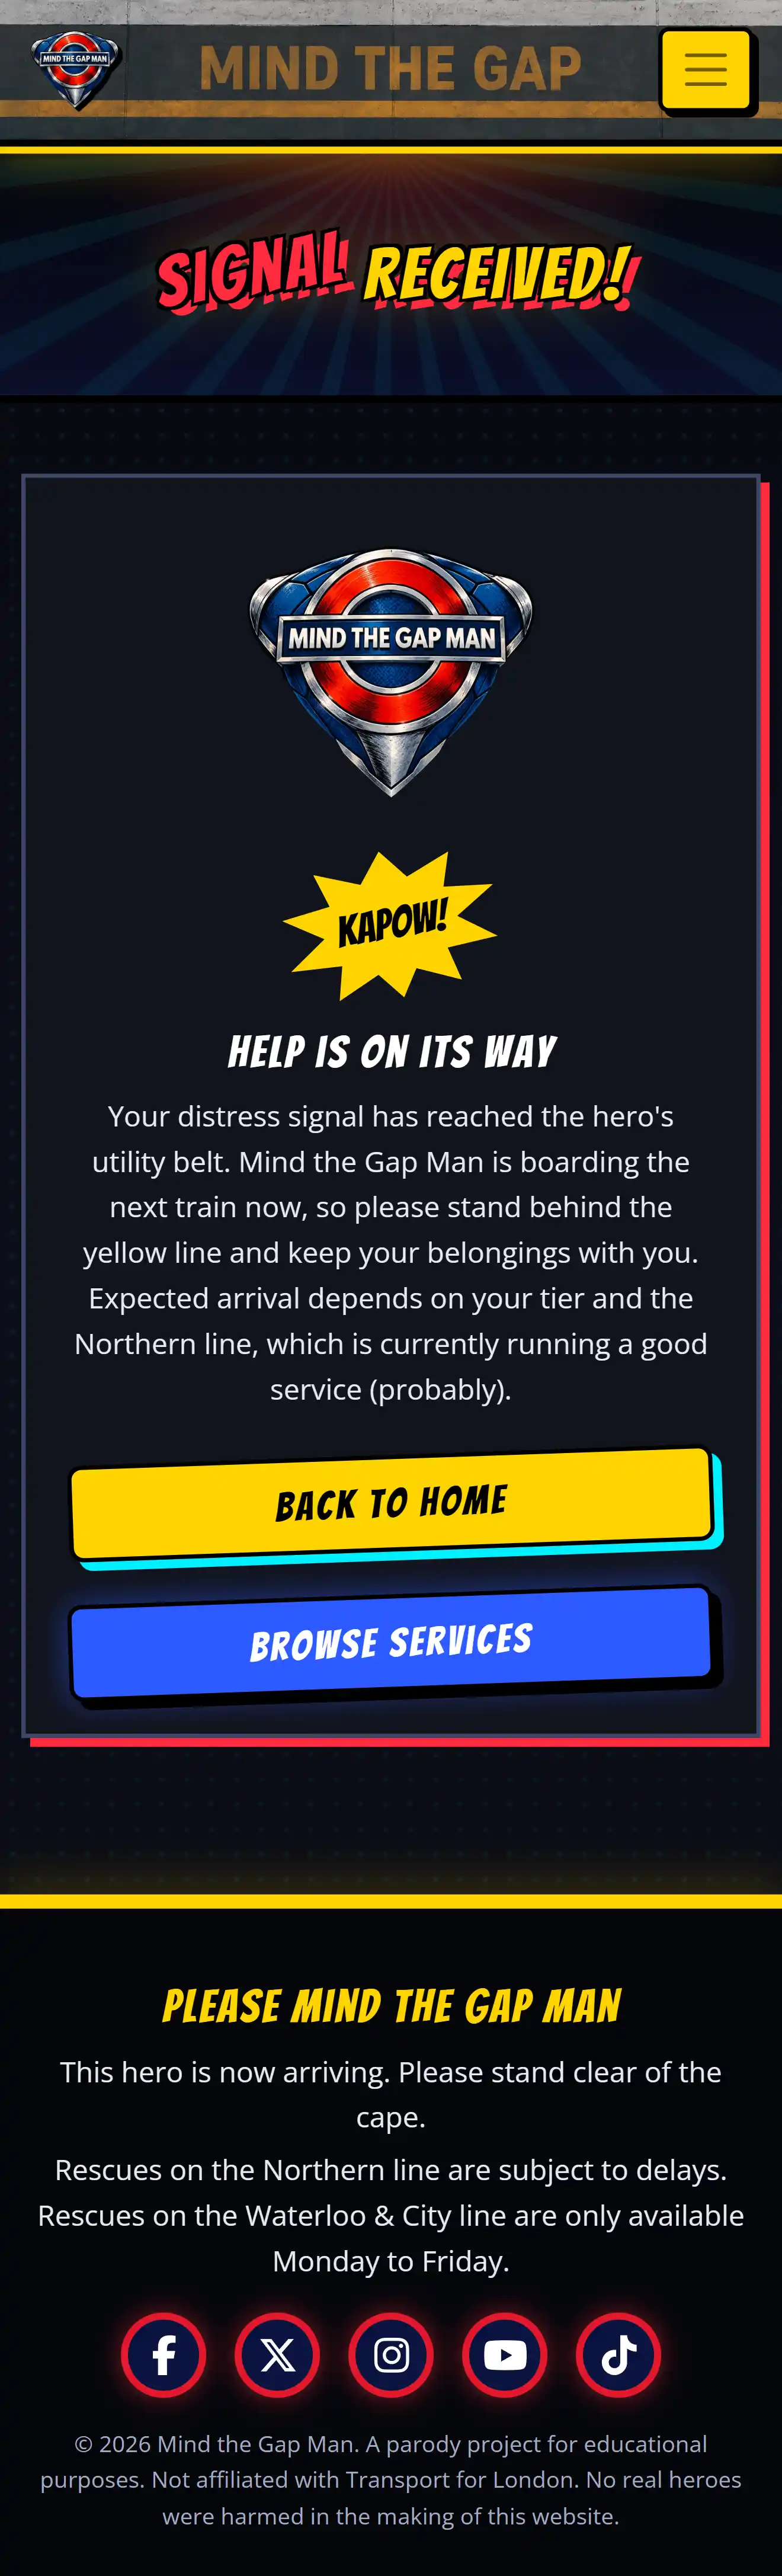 MIND THE GAP MAN
MIND THE GAP
SIGNAL RECEIVED!
MIND THE GAP MAN
KAPOW!
HELP IS ON ITS WAY
Your distress signal has reached the hero's
utility belt. Mind the Gap Man is boarding the
next train now, so please stand behind the
yellow line and keep your belongings with you.
Expected arrival depends on your tier and the
Northern line, which is currently running a good
service (probably).
BACK TO HOME
BROWSE SERVICES
PLEASE MIND THE GAP MAN
This hero is now arriving. Please stand clear of the
cape.
Rescues on the Northern line are subject to delays.
Rescues on the Waterloo & City line are only available
Monday to Friday.
© 2026 Mind the Gap Man. A parody project for educational
purposes. Not affiliated with Transport for London. No real heroes
were harmed in the making of this website.